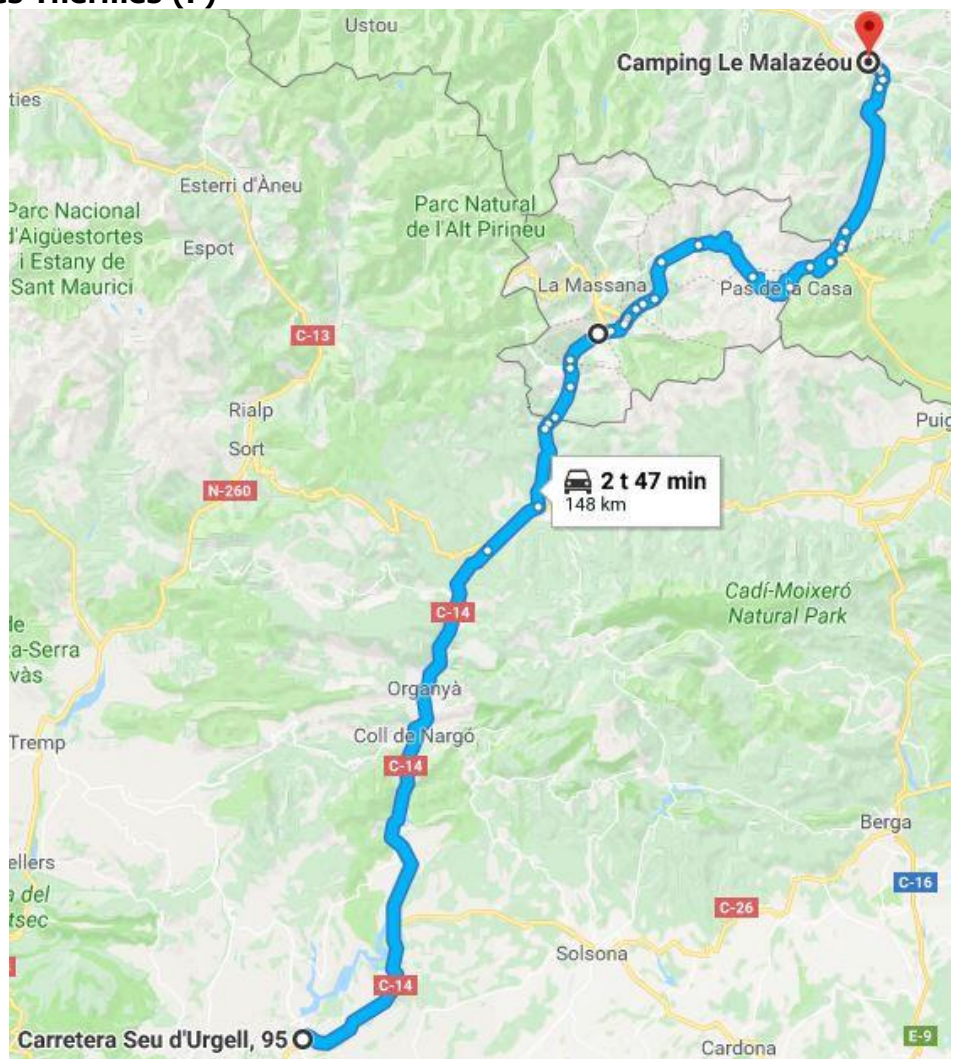 Ustou
Camping Le Malazéou
ties
Esterri d'Àneu
Parc Nacional
d'Aigüestortes
i Estany de
Sant Maurici
Espot
Parc Natural
de l'Alt Pirineu
La Massana
Pas de la Casa
C-13
Rialp
Sort
Puig
N-260
2 t 47 min
148 km
C-14
Cadí-Moixeró
Natural Park
de
a-Serra
vàs
Organyà
Coll de Nargó
Tremp
C-14
Berga
ellers
a del
tsec
C-16
C-26
Solsona
C-14
Carretera Seu d'Urgell, 95
E-9
Cardona